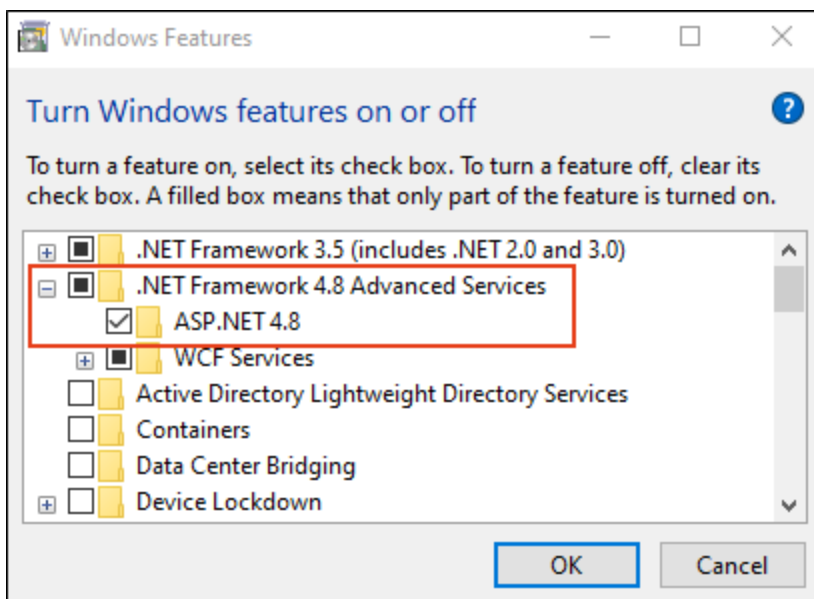 Windows Features
Turn Windows features on or off
?
To turn a feature on, select its check box. To turn a feature off, clear its
check box. A filled box means that only part of the feature is turned on.
.NET Framework 3.5 (includes .NET 2.0 and 3.0)
.NET Framework 4.8 Advanced Services
ASP.NET 4.8
WCF Services
Active Directory Lightweight Directory Services
Containers
Data Center Bridging
Device Lockdown
OK Cancel